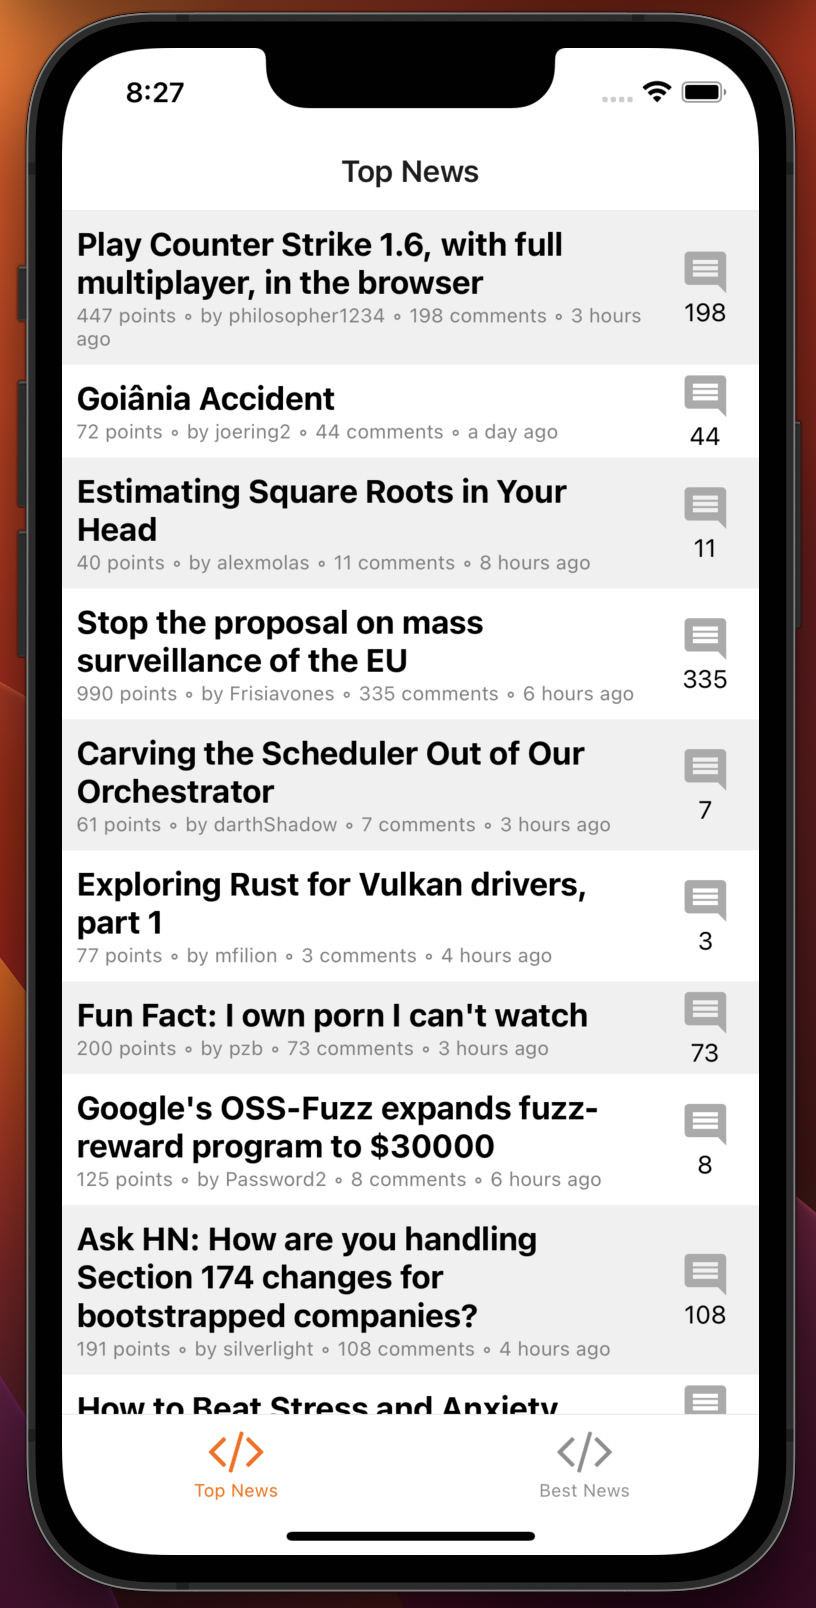 8:27
Top News
Play Counter Strike 1.6, with full
multiplayer, in the browser
447 points ∘ by philosopher1234 ∘ 198 comments ∘ 3 hours
ago
198
Goiânia Accident
72 points ∘ by joering2 ∘ 44 comments ∘ a day ago
44
Estimating Square Roots in Your
Head
40 points ∘ by alexmolas ∘ 11 comments ∘ 8 hours ago
11
Stop the proposal on mass
surveillance of the EU
990 points ∘ by Frisiavones ∘ 335 comments ∘ 6 hours ago
335
Carving the Scheduler Out of Our
Orchestrator
61 points ∘ by darthShadow ∘ 7 comments ∘ 3 hours ago
7
Exploring Rust for Vulkan drivers,
part 1
77 points ∘ by mfilion ∘ 3 comments ∘ 4 hours ago
3
Fun Fact: I own porn I can't watch
200 points ∘ by pzb ∘ 73 comments ∘ 3 hours ago
73
Google's OSS-Fuzz expands fuzz-
reward program to $30000
125 points ∘ by Password2 ∘ 8 comments ∘ 6 hours ago
8
Ask HN: How are you handling
Section 174 changes for
bootstrapped companies?
191 points ∘ by silverlight ∘ 108 comments ∘ 4 hours ago
108
How to Beat Stress and Anxiety
Top News
Best News